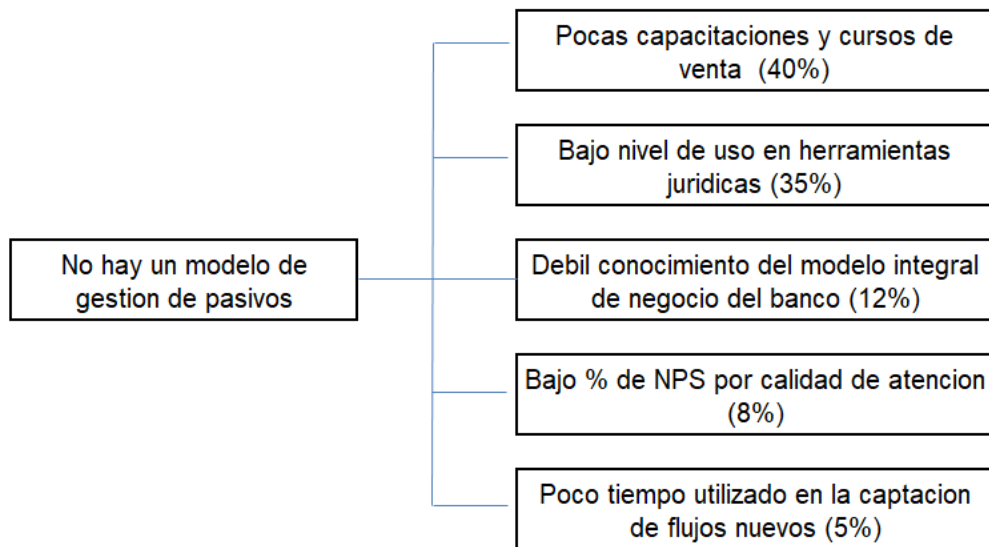 Pocas capacitaciones y cursos de
venta (40%)
Bajo nivel de uso en herramientas
juridicas (35%)
No hay un modelo de
gestion de pasivos
Debil conocimiento del modelo integral
de negocio del banco (12%)
Bajo % de NPS por calidad de atencion
(8%)
Poco tiempo utilizado en la captacion
de flujos nuevos (5%)